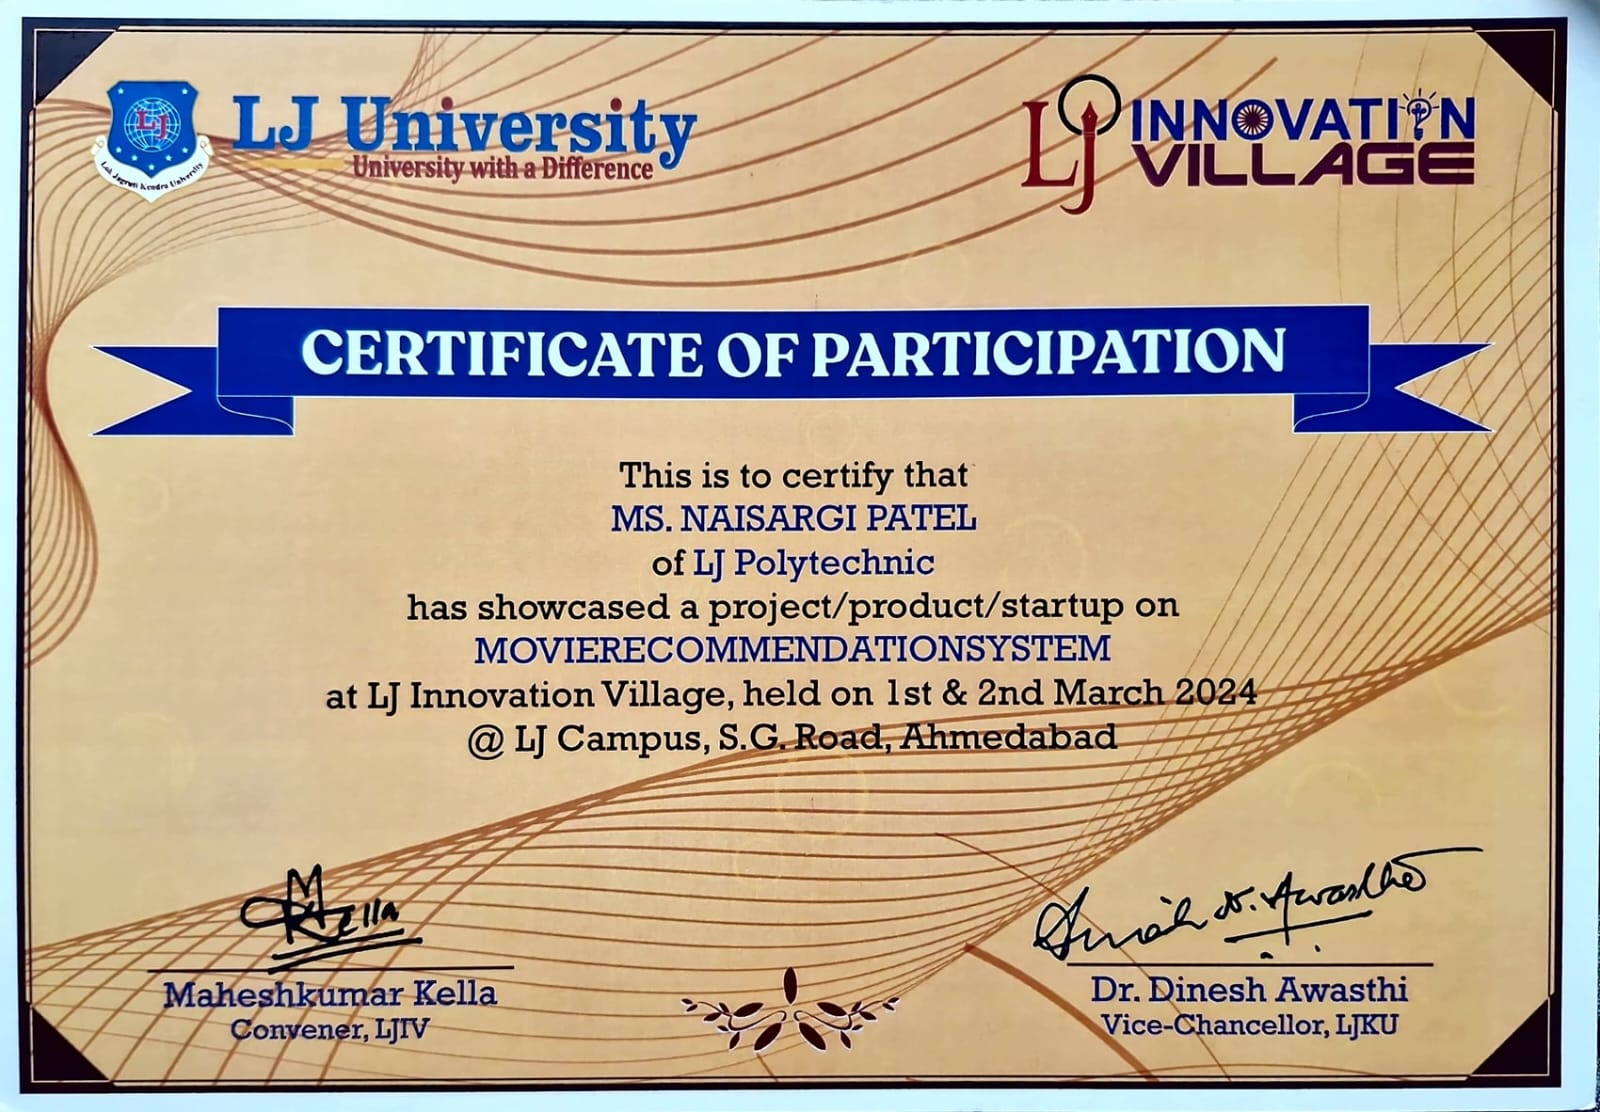 LJ University
University with a Difference
LJ
Lok Jagruti Kendra University
LJ INNOVATION
VILLAGE
CERTIFICATE OF PARTICIPATION
This is to certify that
MS. NAISARGI PATEL
of LJ Polytechnic
has showcased a project/product/startup on
MOVIERECOMMENDATIONSYSTEM
at LJ Innovation Village, held on 1st & 2nd March 2024
@ LJ Campus, S.G. Road, Ahmedabad
Maheshkumar Kella
Convener, LJIV
Dr. Dinesh Awasthi
Vice-Chancellor, LJKU